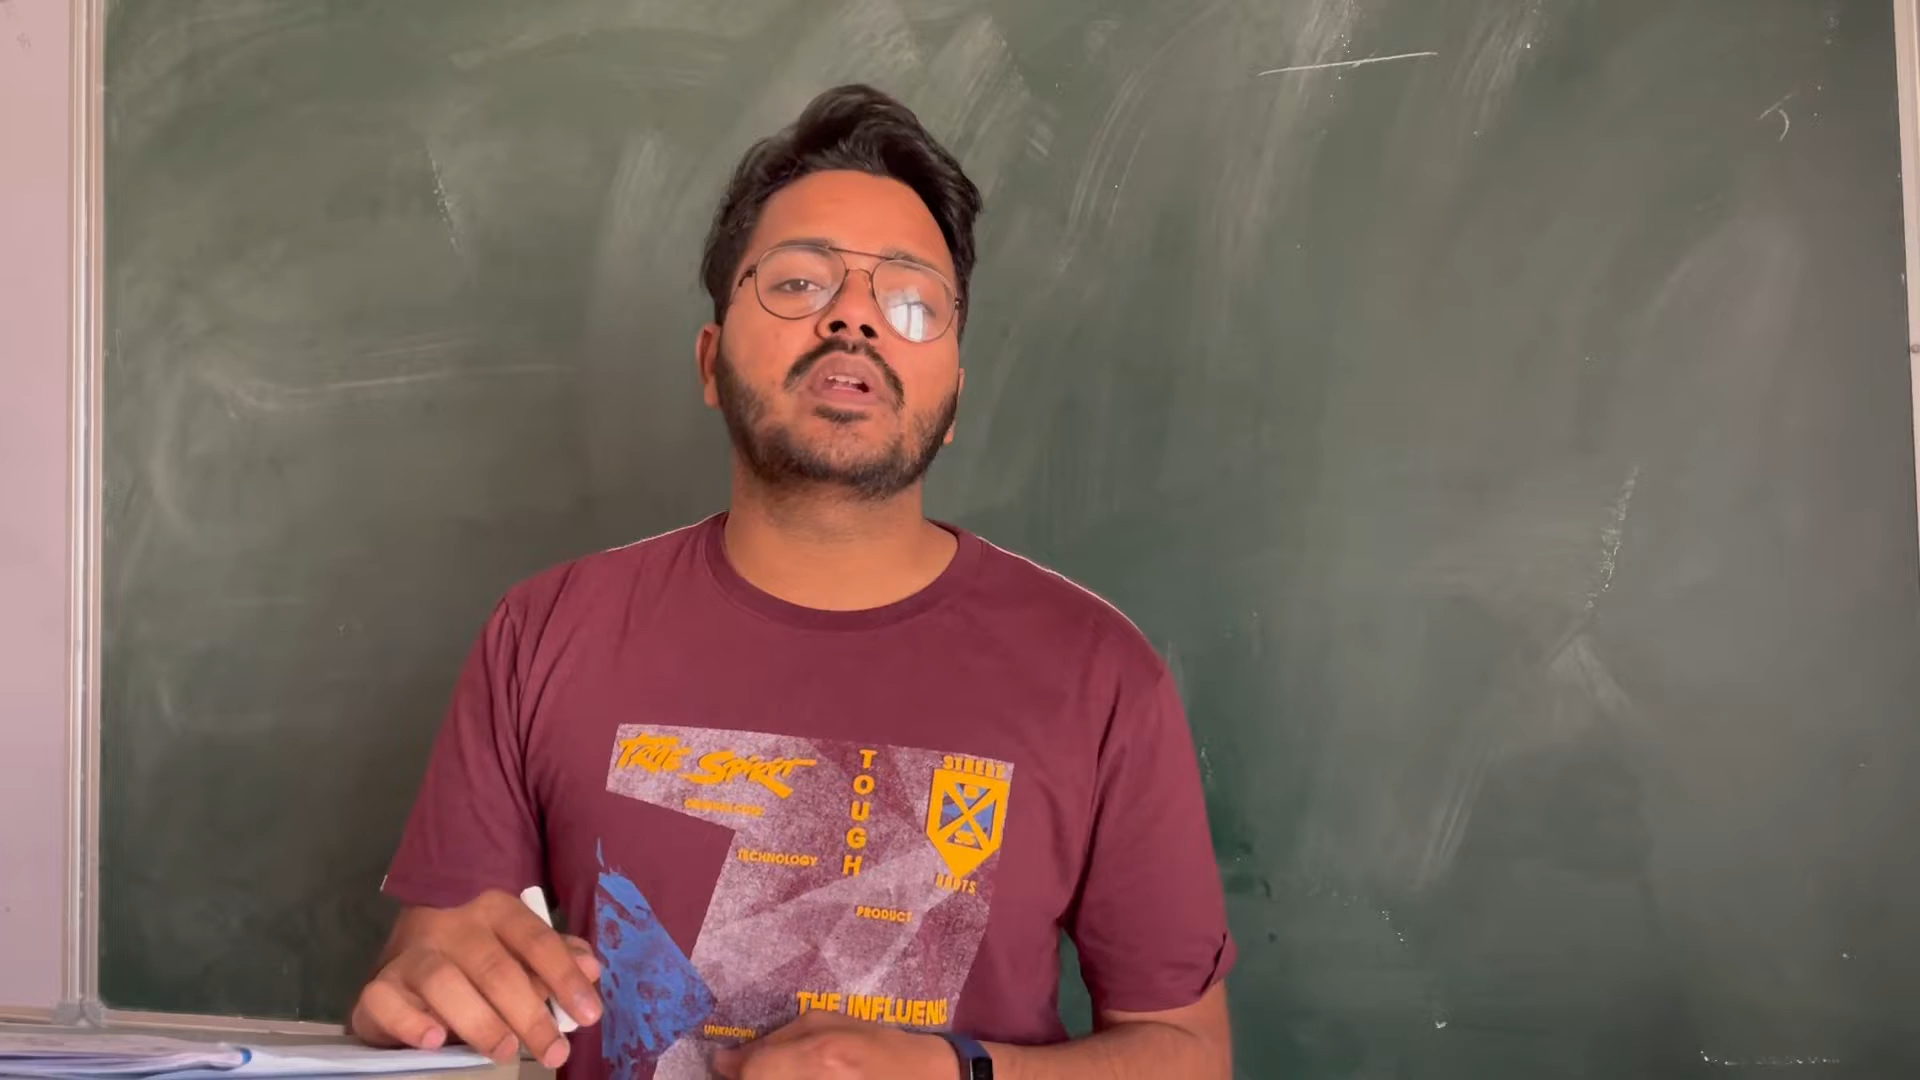 TRUE SPIRIT
TOUGH
STREET
TECHNOLOGY
PRODUCT
THE INFLUENC
UNKNOWN